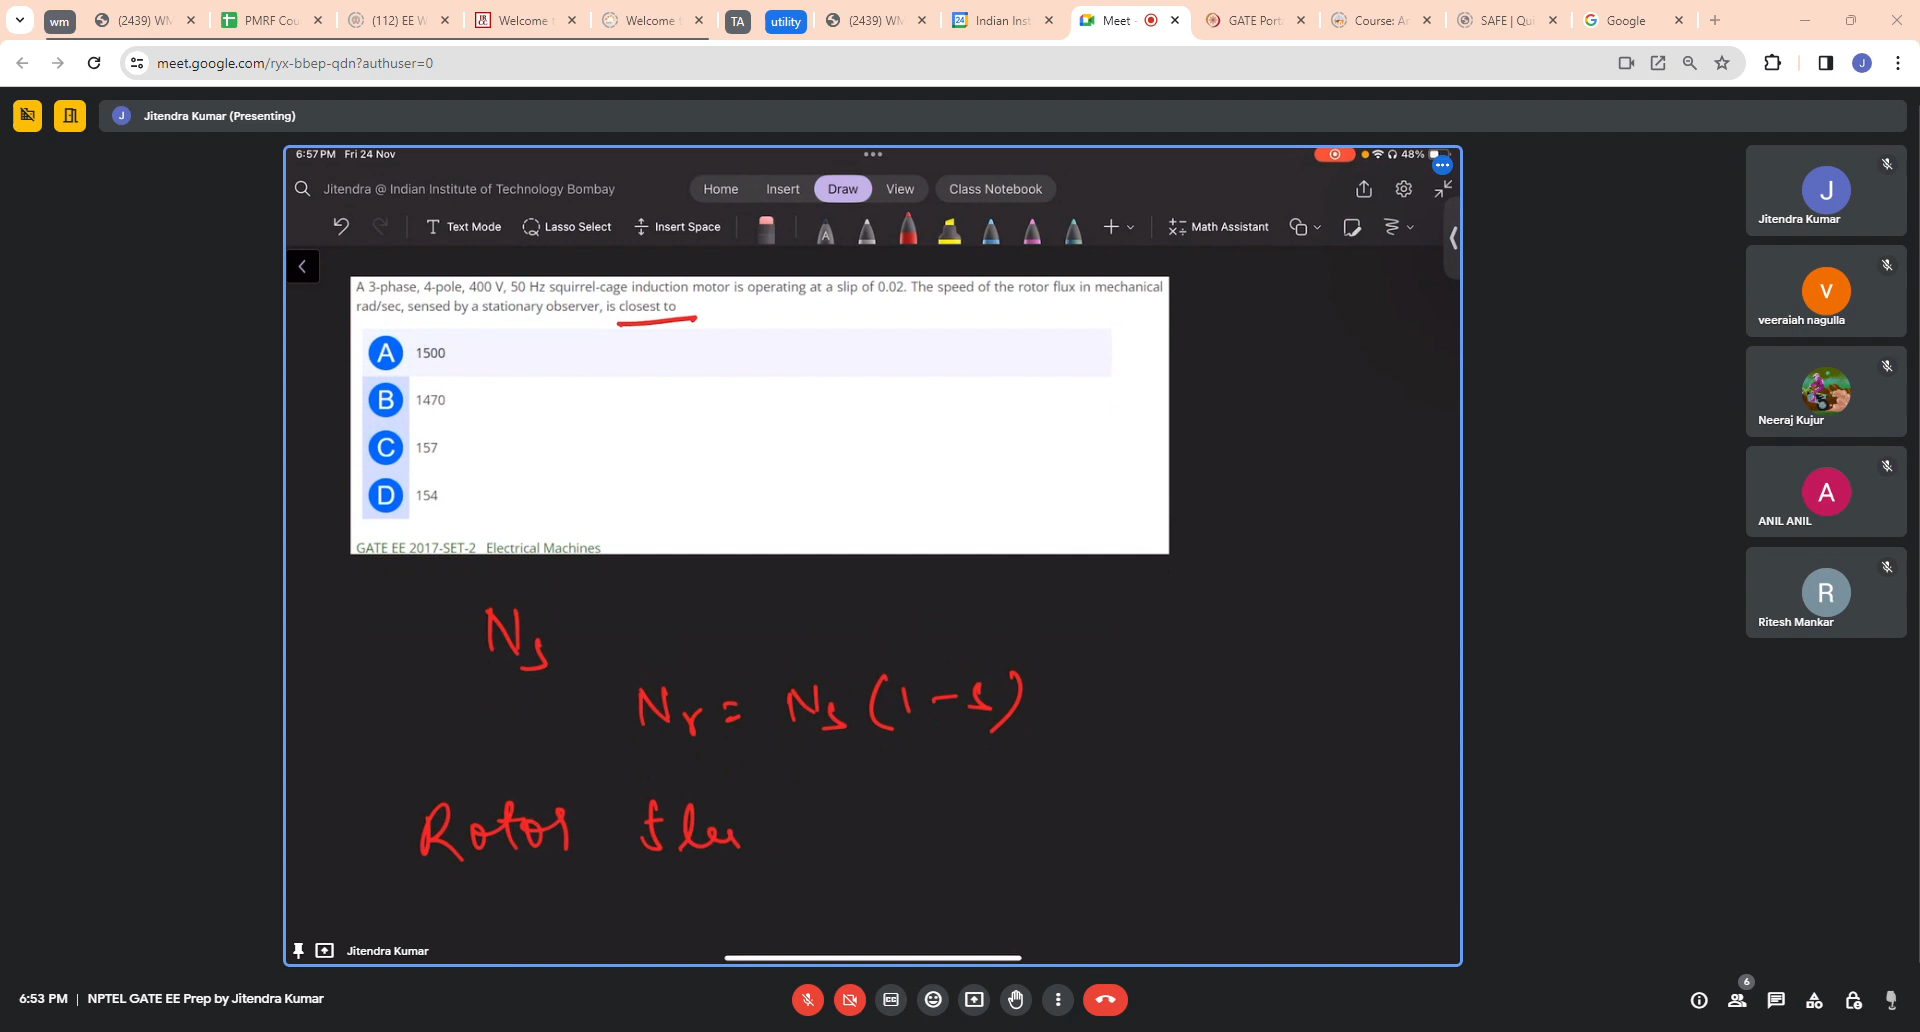 wm
(2439) WM
PMRF Cou
(112) EE W
Welcome t
Welcome t
TA
utility
(2439) WM
24
Indian Inst
Meet -
GATE Port
Course: Ar
SAFE | Qui
Google
meet.google.com/ryx-bbep-qdn?authuser=0
J
J
Jitendra Kumar (Presenting)
6:57 PM Fri 24 Nov
48%
Jitendra @ Indian Institute of Technology Bombay
Home
Insert
Draw
View
Class Notebook
Text Mode
Lasso Select
Insert Space
A
Math Assistant
A 3-phase, 4-pole, 400 V, 50 Hz squirrel-cage induction motor is operating at a slip of 0.02. The speed of the rotor flux in mechanical
rad/sec, sensed by a stationary observer, is closest to
A 1500
B 1470
C 157
D 154
GATE EE 2017-SET-2 Electrical Machines
Ns
Nr = Ns (1-s)
Rotor flu
Jitendra Kumar
J
Jitendra Kumar
V
veeraiah nagulla
Neeraj Kujur
A
ANIL ANIL
R
Ritesh Mankar
6:53 PM | NPTEL GATE EE Prep by Jitendra Kumar
6